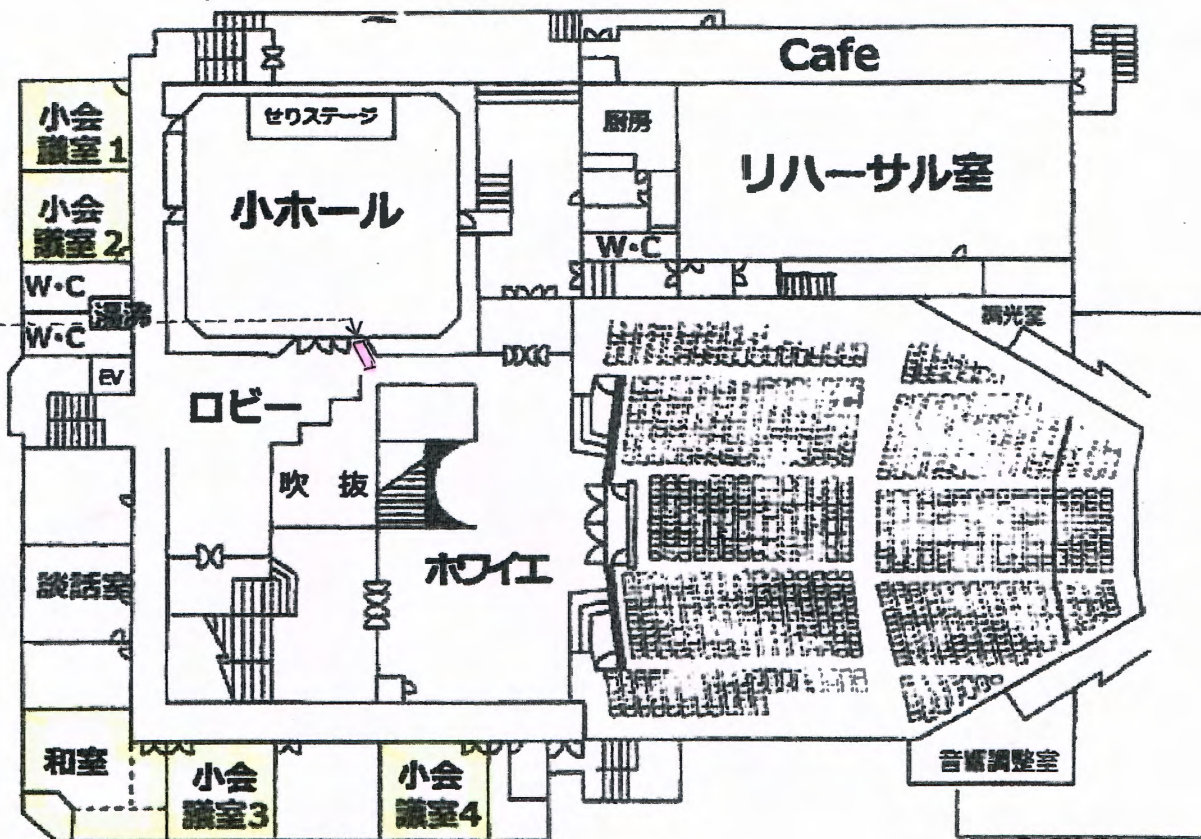 Cafe
せりステージ
厨房
小会
議室1
リハーサル室
小ホール
小会
議室2
W・C
W・C
湯沸
調光室
W・C
EV
ロビー
吹 抜
ホワイエ
談話室
和室
小会
議室3
小会
議室4
音響調整室